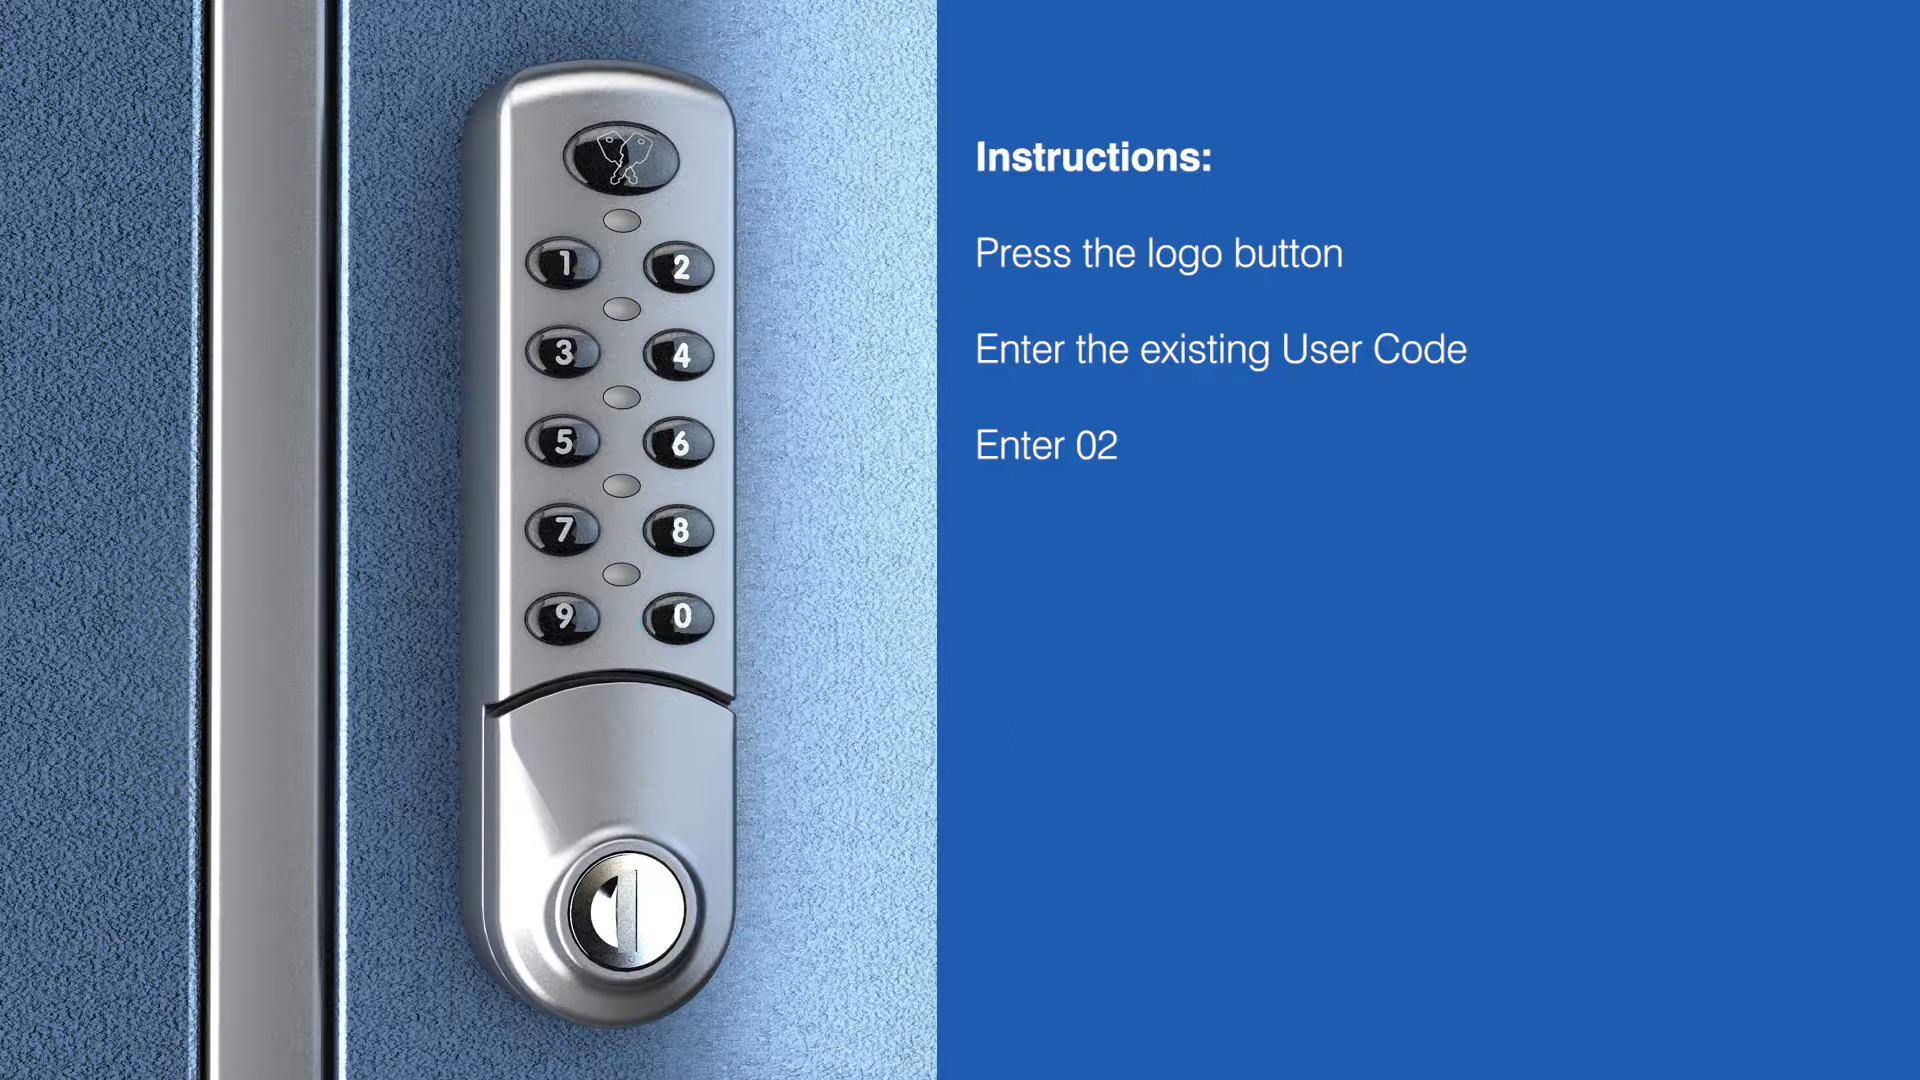 Instructions:
Press the logo button
Enter the existing User Code
Enter 02
1 2
3 4
5 6
7 8
9 0